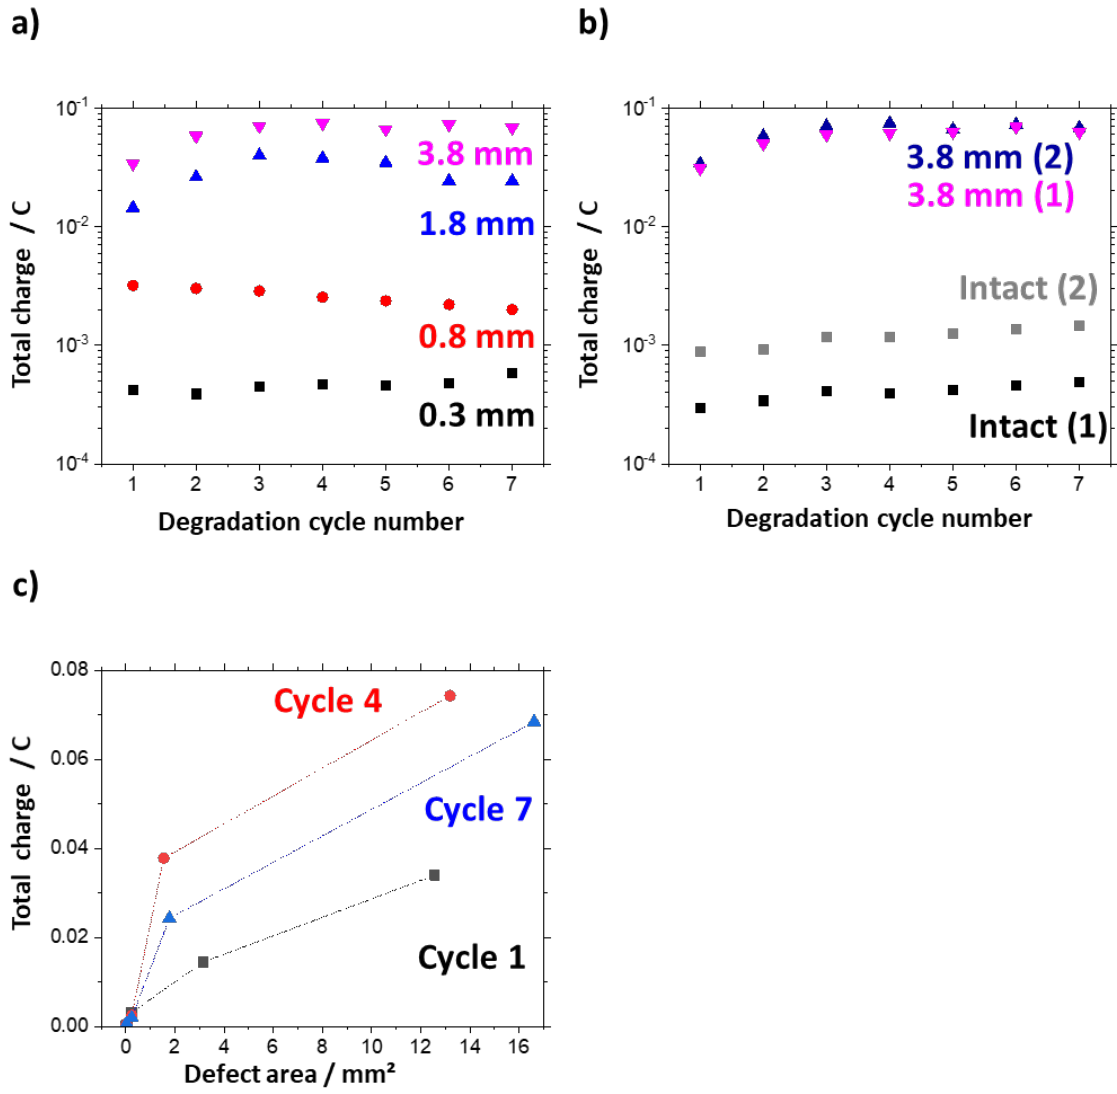 a)
10⁻¹
10⁻²
10⁻³
10⁻⁴
Total charge / C
3.8 mm
1.8 mm
0.8 mm
0.3 mm
1 2 3 4 5 6 7
Degradation cycle number
b)
10⁻¹
10⁻²
10⁻³
10⁻⁴
Total charge / C
3.8 mm (2)
3.8 mm (1)
Intact (2)
Intact (1)
1 2 3 4 5 6 7
Degradation cycle number
c)
0.08
0.06
0.04
0.02
0.00
Total charge / C
Cycle 4
Cycle 7
Cycle 1
0 2 4 6 8 10 12 14 16
Defect area / mm²